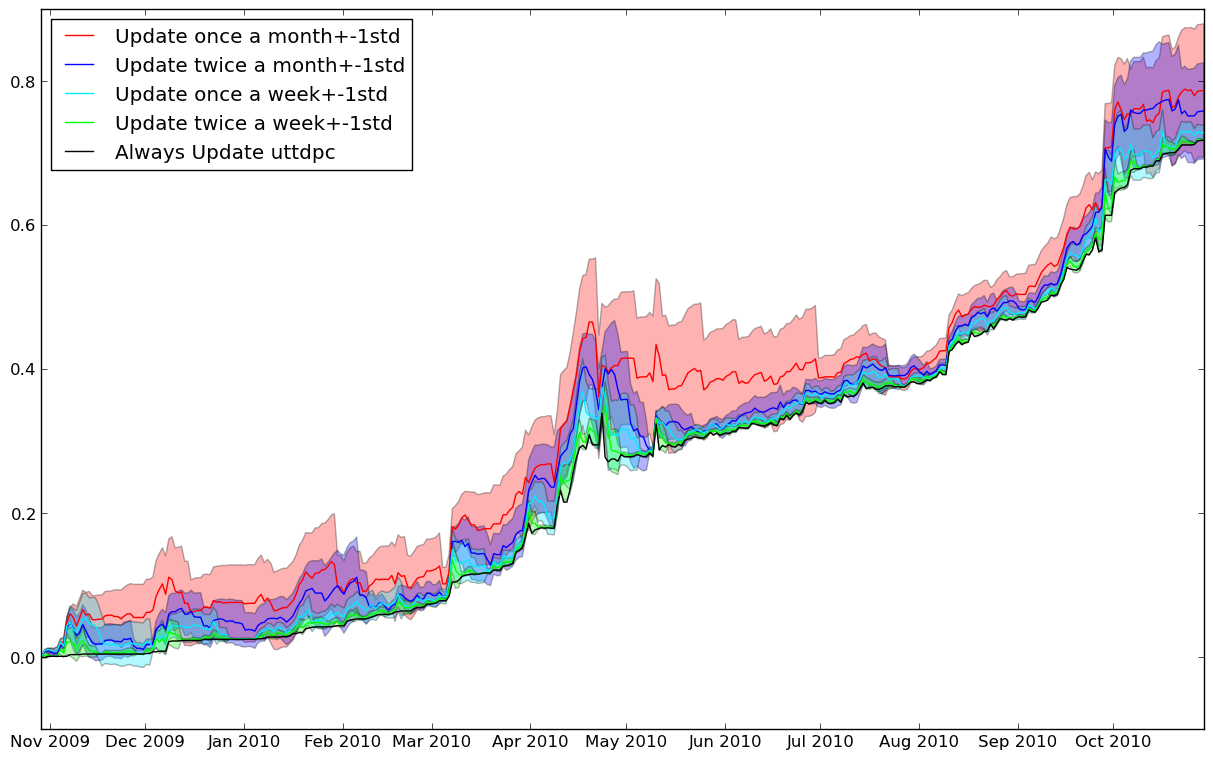 Update once a month+-1std
Update twice a month+-1std
Update once a week+-1std
Update twice a week+-1std
Always Update uttdpc
0.8
0.6
0.4
0.2
0.0
Nov 2009 Dec 2009 Jan 2010 Feb 2010 Mar 2010 Apr 2010 May 2010 Jun 2010 Jul 2010 Aug 2010 Sep 2010 Oct 2010